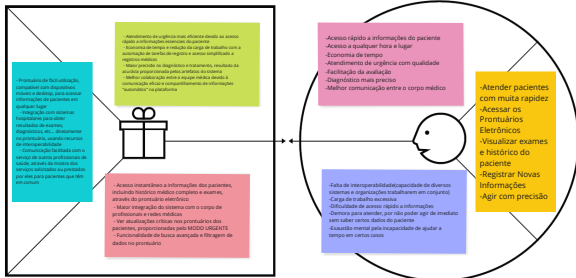 - Atendimento de urgência mais eficiente devido ao acesso
rápido a informações essenciais do paciente
- Economia de tempo e redução da carga de trabalho com a
automação de tarefas de registro e acesso simplificado a
registros médicos
- Maior precisão no diagnóstico e tratamento, resultado da
acurácia proporcionada pelos artefatos do sistema
- Melhor colaboração entre a equipe médica devido à
comunicação eficaz e compartilhamento de informações
"automático" na plataforma
- Prontuário de fácil utilização,
compatível com dispositivos
móveis e desktop, para acessar
informações de pacientes em
qualquer lugar
- Integração com sistemas
hospitalares para obter
resultados de exames,
diagnósticos, etc... diretamente
no prontuário, usando recursos
de interoperabilidade
- Comunicação facilitada com o
serviço de outros profissionais de
saúde, através da mostra dos
serviços solicitados ou prestados
por eles para pacientes que têm
em comum
- Acesso instantâneo a informações dos pacientes,
incluindo histórico médico completo e exames,
através do prontuário eletrônico
- Maior integração do sistema com o corpo de
profissionais e redes médicas
- Ver atualizações críticas nos prontuários dos
pacientes, proporcionadas pelo MODO URGENTE
- Funcionalidade de busca avançada e filtragem de
dados no prontuário
-Acesso rápido a informações do paciente
-Acesso a qualquer hora e lugar
-Economia de tempo
-Atendimento de urgência com qualidade
-Facilitação da avaliação
-Diagnóstico mais preciso
-Melhor comunicação entre o corpo médico
-Atender pacientes
com muita rapidez
-Acessar os
Prontuários
Eletrônicos
-Visualizar exames
e histórico do
paciente
-Registrar Novas
Informações
-Agir com precisão
-Falta de interoperabilidade(capacidade de diversos
sistemas e organizações trabalharem em conjunto)
-Carga de trabalho excessiva
-Dificuldade de acesso rápido a informações
-Demora para atender, por não poder agir de imediato
sem saber certos dados do paciente
-Exaustão mental pela incapacidade de ajudar a
tempo em certos casos